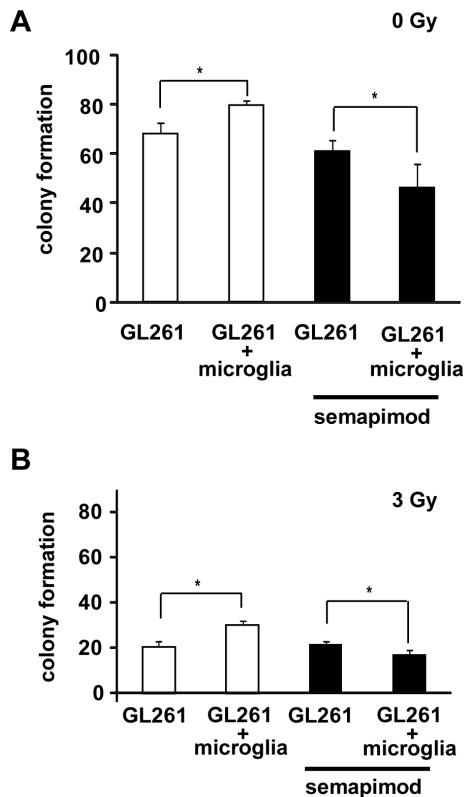 A
0 Gy
colony formation
100
80
60
40
20
0
*
*
GL261
GL261
+
microglia
GL261
GL261
+
microglia
semapimod
B
3 Gy
colony formation
80
60
40
20
0
*
*
GL261
GL261
+
microglia
GL261
GL261
+
microglia
semapimod